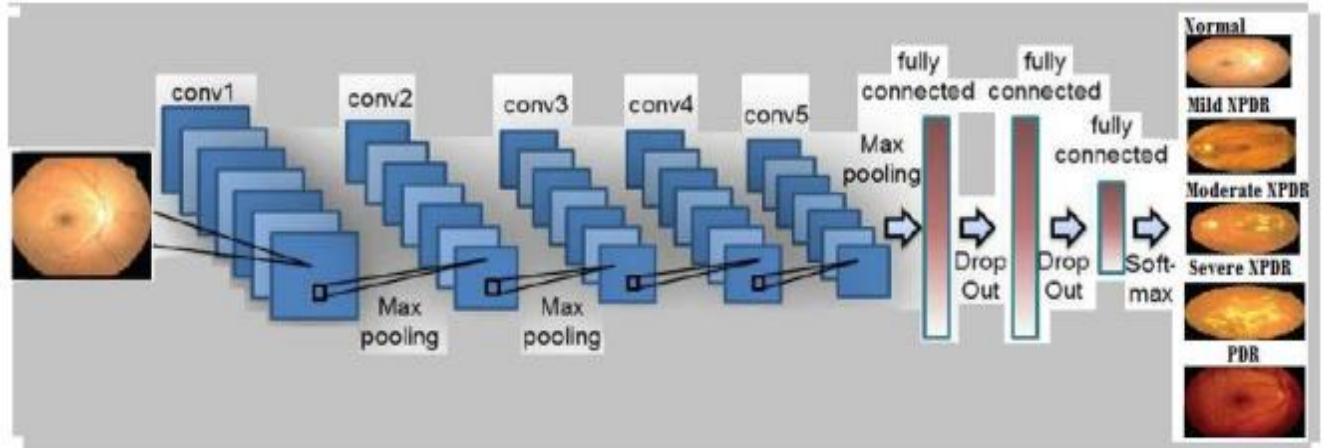 conv1
conv2
conv3
conv4
conv5
Max
pooling
Max
pooling
Max
pooling
fully
connected
Drop
Out
fully
connected
Drop
Out
fully
connected
Soft-
max
Normal
Mild NPDR
Moderate NPDR
Severe NPDR
PDR